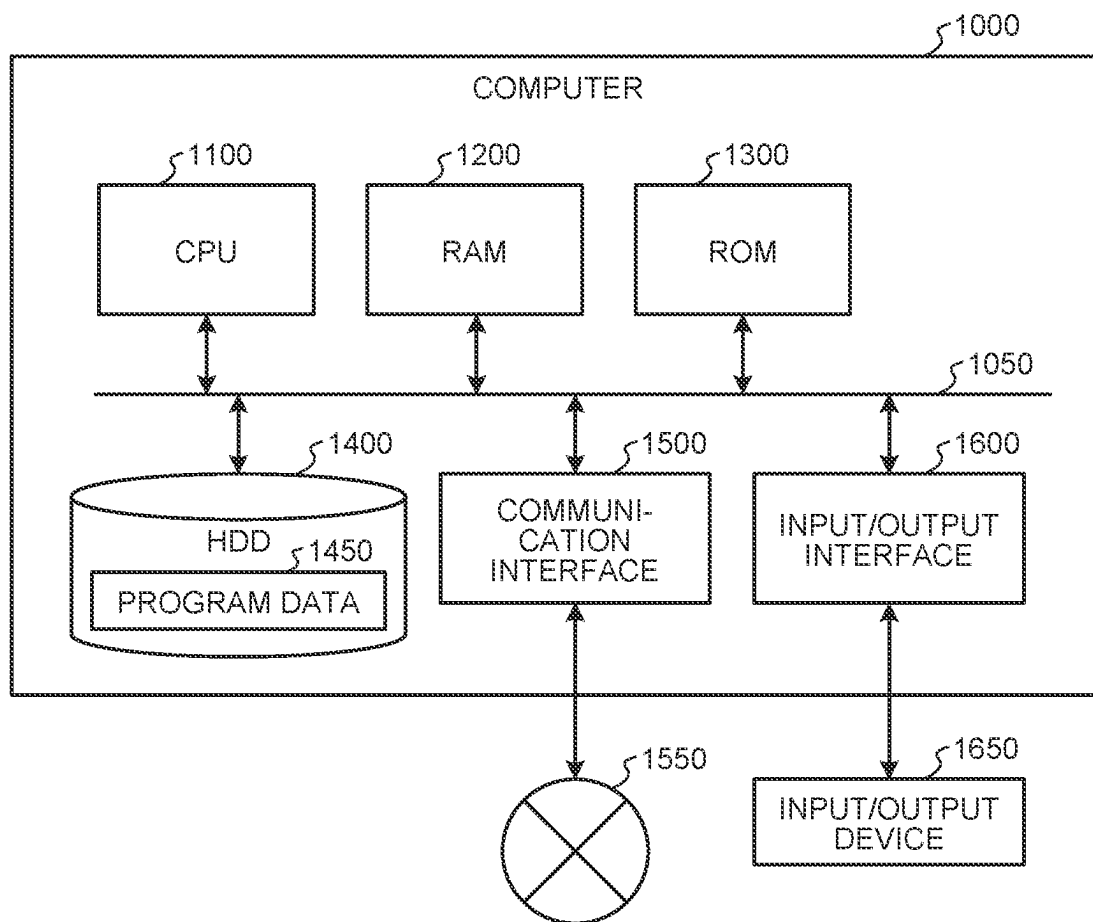 1000
COMPUTER
1100
1200
1300
CPU
RAM
ROM
1050
1400
1500
1600
HDD
1450
PROGRAM DATA
COMMUNI-
CATION
INTERFACE
INPUT/OUTPUT
INTERFACE
1550
1650
INPUT/OUTPUT
DEVICE